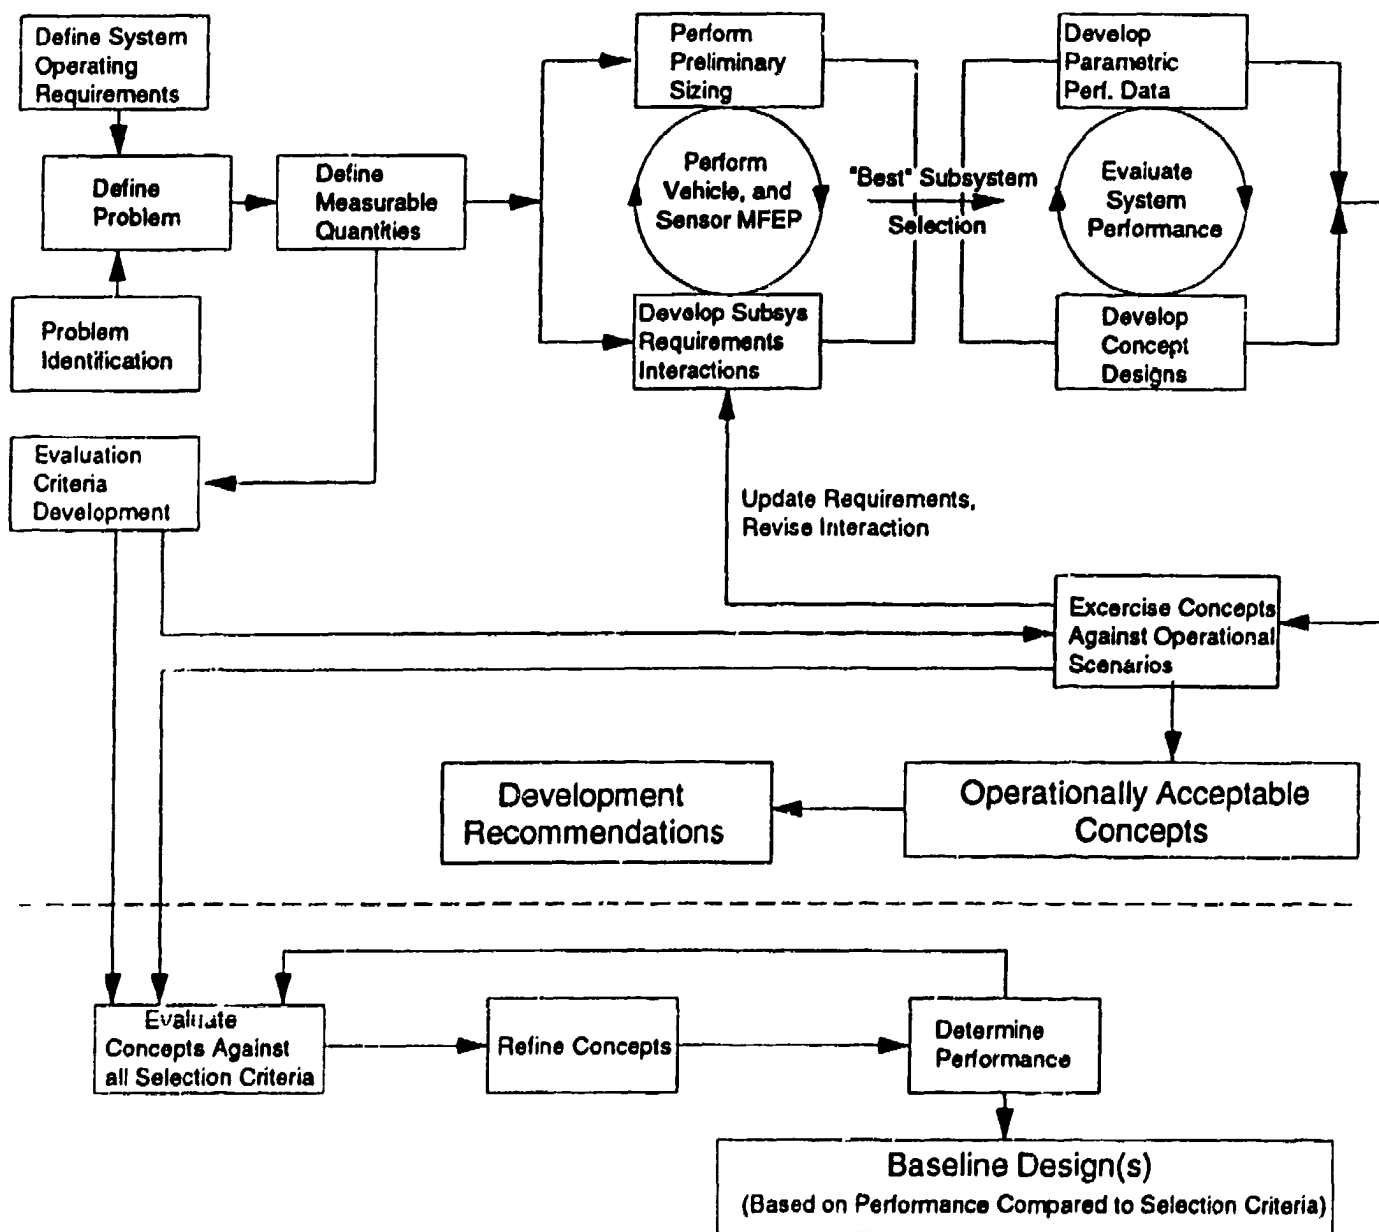 Define System
Operating
Requirements
Define
Problem
Problem
Identification
Define
Measurable
Quantities
Perform
Preliminary
Sizing
Perform
Vehicle, and
Sensor MFEP
Develop Subsys
Requirements
Interactions
"Best" Subsystem
Selection
Develop
Parametric
Perf. Data
Evaluate
System
Performance
Develop
Concept
Designs
Evaluation
Criteria
Development
Update Requirements,
Revise Interaction
Excercise Concepts
Against Operational
Scenarios
Development
Recommendations
Operationally Acceptable
Concepts
Evaluate
Concepts Against
all Selection Criteria
Refine Concepts
Determine
Performance
Baseline Design(s)
(Based on Performance Compared to Selection Criteria)